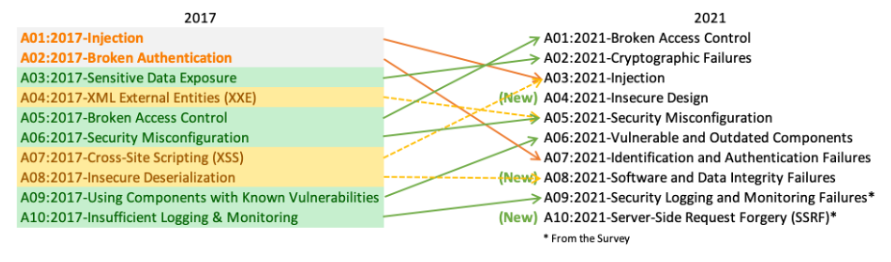 2017 2021
A01:2017-Injection A01:2021-Broken Access Control
A02:2017-Broken Authentication A02:2021-Cryptographic Failures
A03:2017-Sensitive Data Exposure A03:2021-Injection
A04:2017-XML External Entities (XXE) (New) A04:2021-Insecure Design
A05:2017-Broken Access Control A05:2021-Security Misconfiguration
A06:2017-Security Misconfiguration A06:2021-Vulnerable and Outdated Components
A07:2017-Cross-Site Scripting (XSS) A07:2021-Identification and Authentication Failures
A08:2017-Insecure Deserialization (New) A08:2021-Software and Data Integrity Failures
A09:2017-Using Components with Known Vulnerabilities A09:2021-Security Logging and Monitoring Failures*
A10:2017-Insufficient Logging & Monitoring (New) A10:2021-Server-Side Request Forgery (SSRF)*
* From the Survey